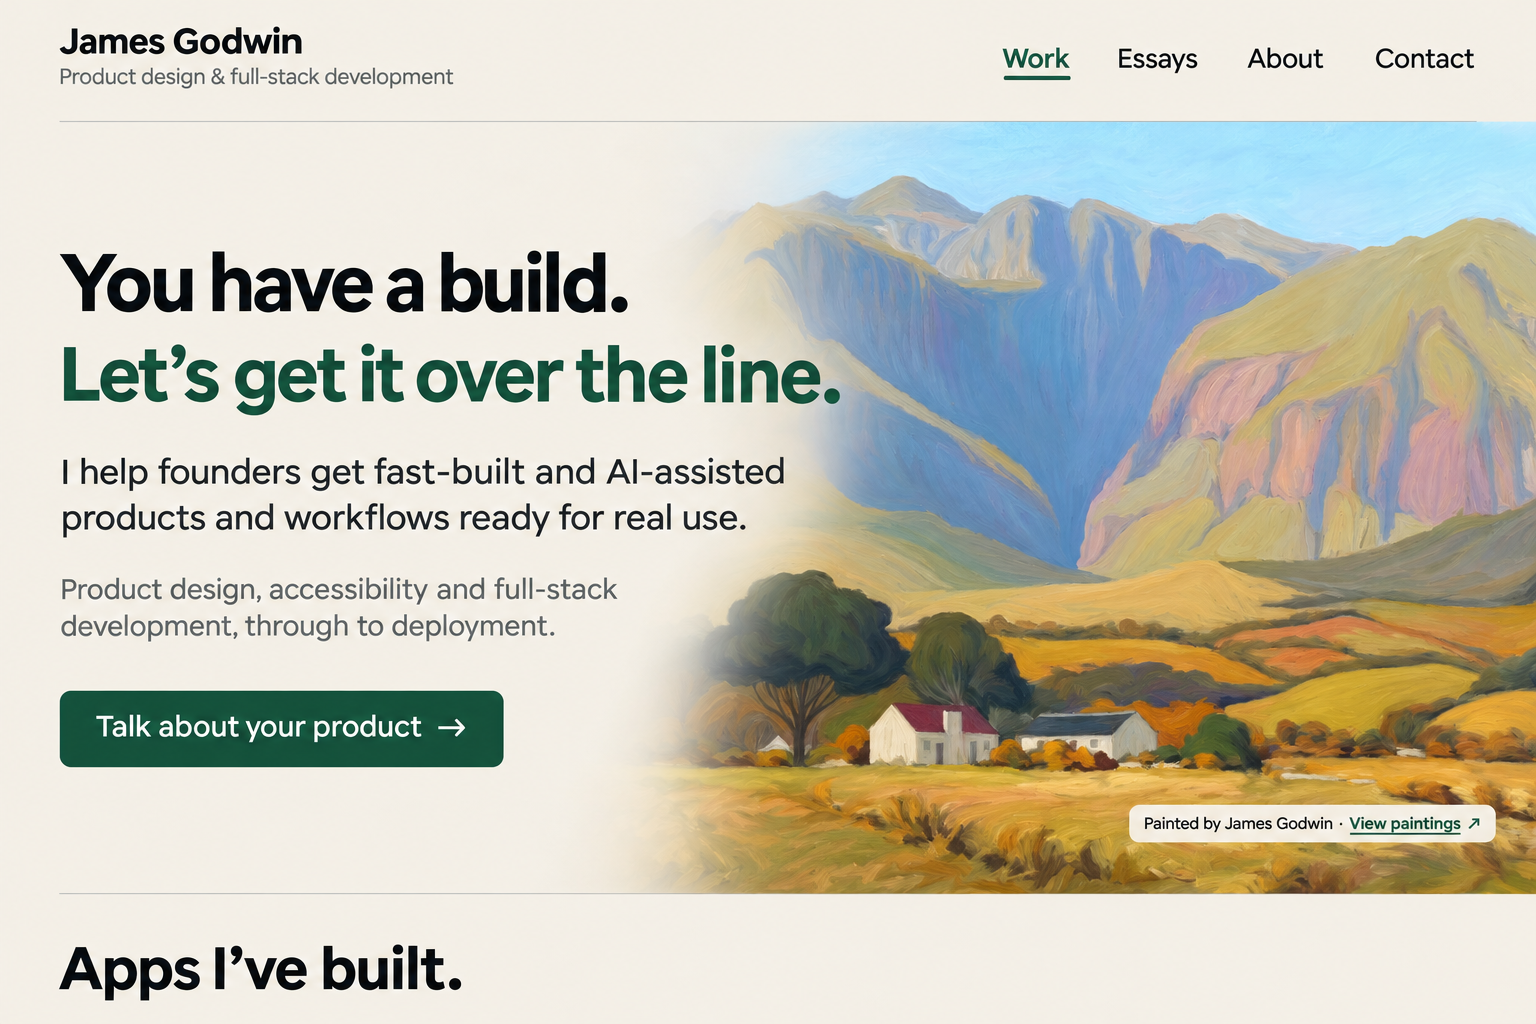 James Godwin
Product design & full-stack development
Work
Essays
About
Contact
You have a build.
Let’s get it over the line.
I help founders get fast-built and AI-assisted
products and workflows ready for real use.
Product design, accessibility and full-stack
development, through to deployment.
Talk about your product →
Painted by James Godwin · View paintings ↗
Apps I’ve built.